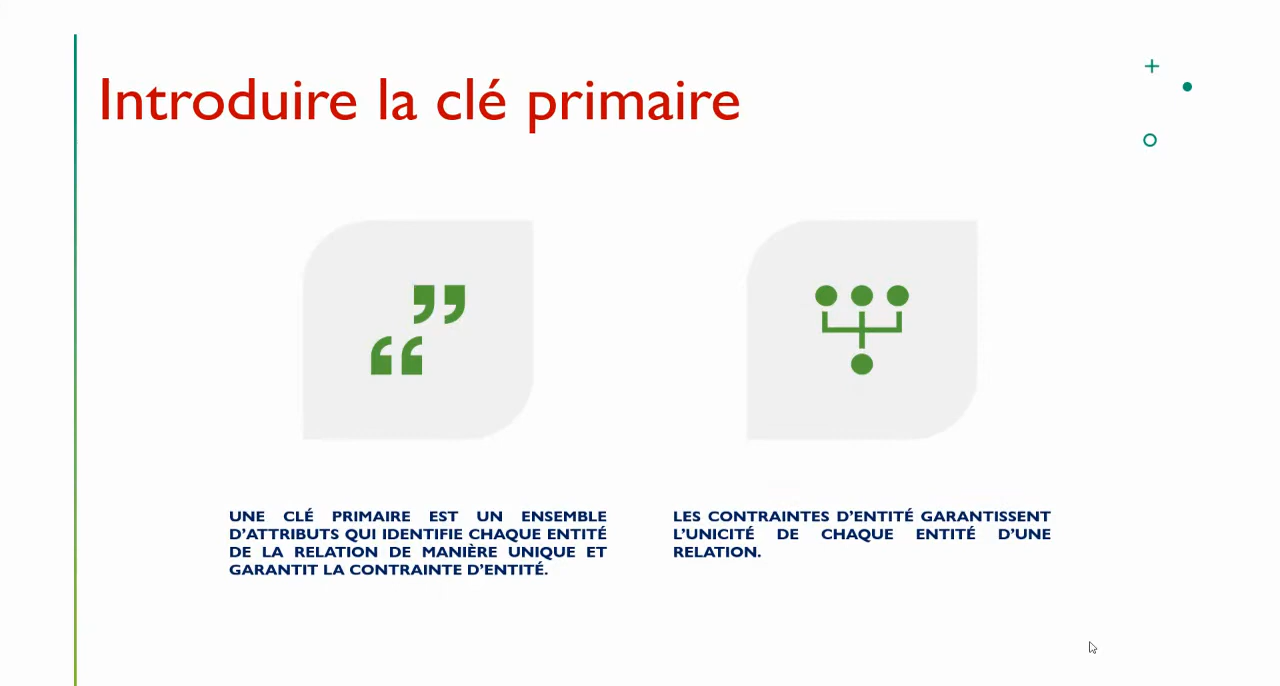 Introduire la clé primaire
UNE CLÉ PRIMAIRE EST UN ENSEMBLE
D'ATTRIBUTS QUI IDENTIFIE CHAQUE ENTITÉ
DE LA RELATION DE MANIÈRE UNIQUE ET
GARANTIT LA CONTRAINTE D'ENTITÉ.
LES CONTRAINTES D'ENTITÉ GARANTISSENT
L'UNICITÉ DE CHAQUE ENTITÉ D'UNE
RELATION.